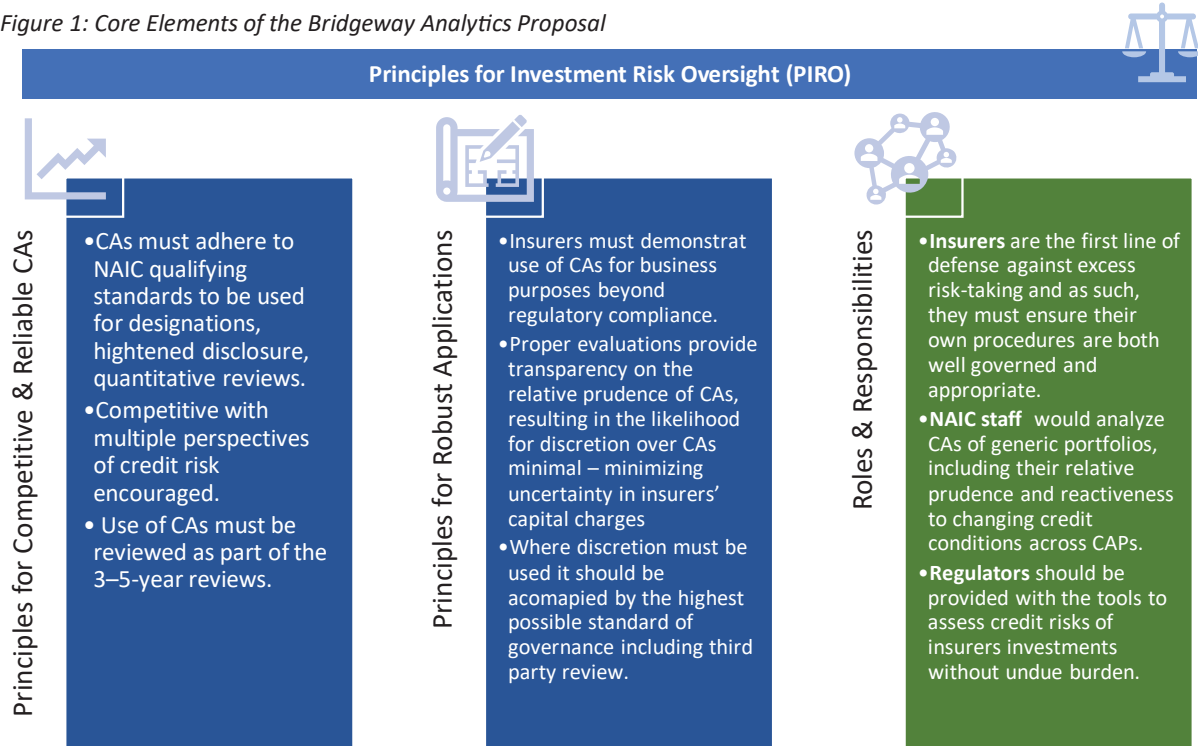 Figure 1: Core Elements of the Bridgeway Analytics Proposal
Principles for Investment Risk Oversight (PIRO)
Principles for Competitive & Reliable CAs
•CAs must adhere to
NAIC qualifying
standards to be used
for designations,
hightened disclosure,
quantitative reviews.
•Competitive with
multiple perspectives
of credit risk
encouraged.
• Use of CAs must be
reviewed as part of the
3–5-year reviews.
Principles for Robust Applications
•Insurers must demonstrat
use of CAs for business
purposes beyond
regulatory compliance.
•Proper evaluations provide
transparency on the
relative prudence of CAs,
resulting in the likelihood
for discretion over CAs
minimal – minimizing
uncertainty in insurers’
capital charges
•Where discretion must be
used it should be
acomapied by the highest
possible standard of
governance including third
party review.
Roles & Responsibilities
•Insurers are the first line of
defense against excess
risk-taking and as such,
they must ensure their
own procedures are both
well governed and
appropriate.
•NAIC staff would analyze
CAs of generic portfolios,
including their relative
prudence and reactiveness
to changing credit
conditions across CAPs.
•Regulators should be
provided with the tools to
assess credit risks of
insurers investments
without undue burden.